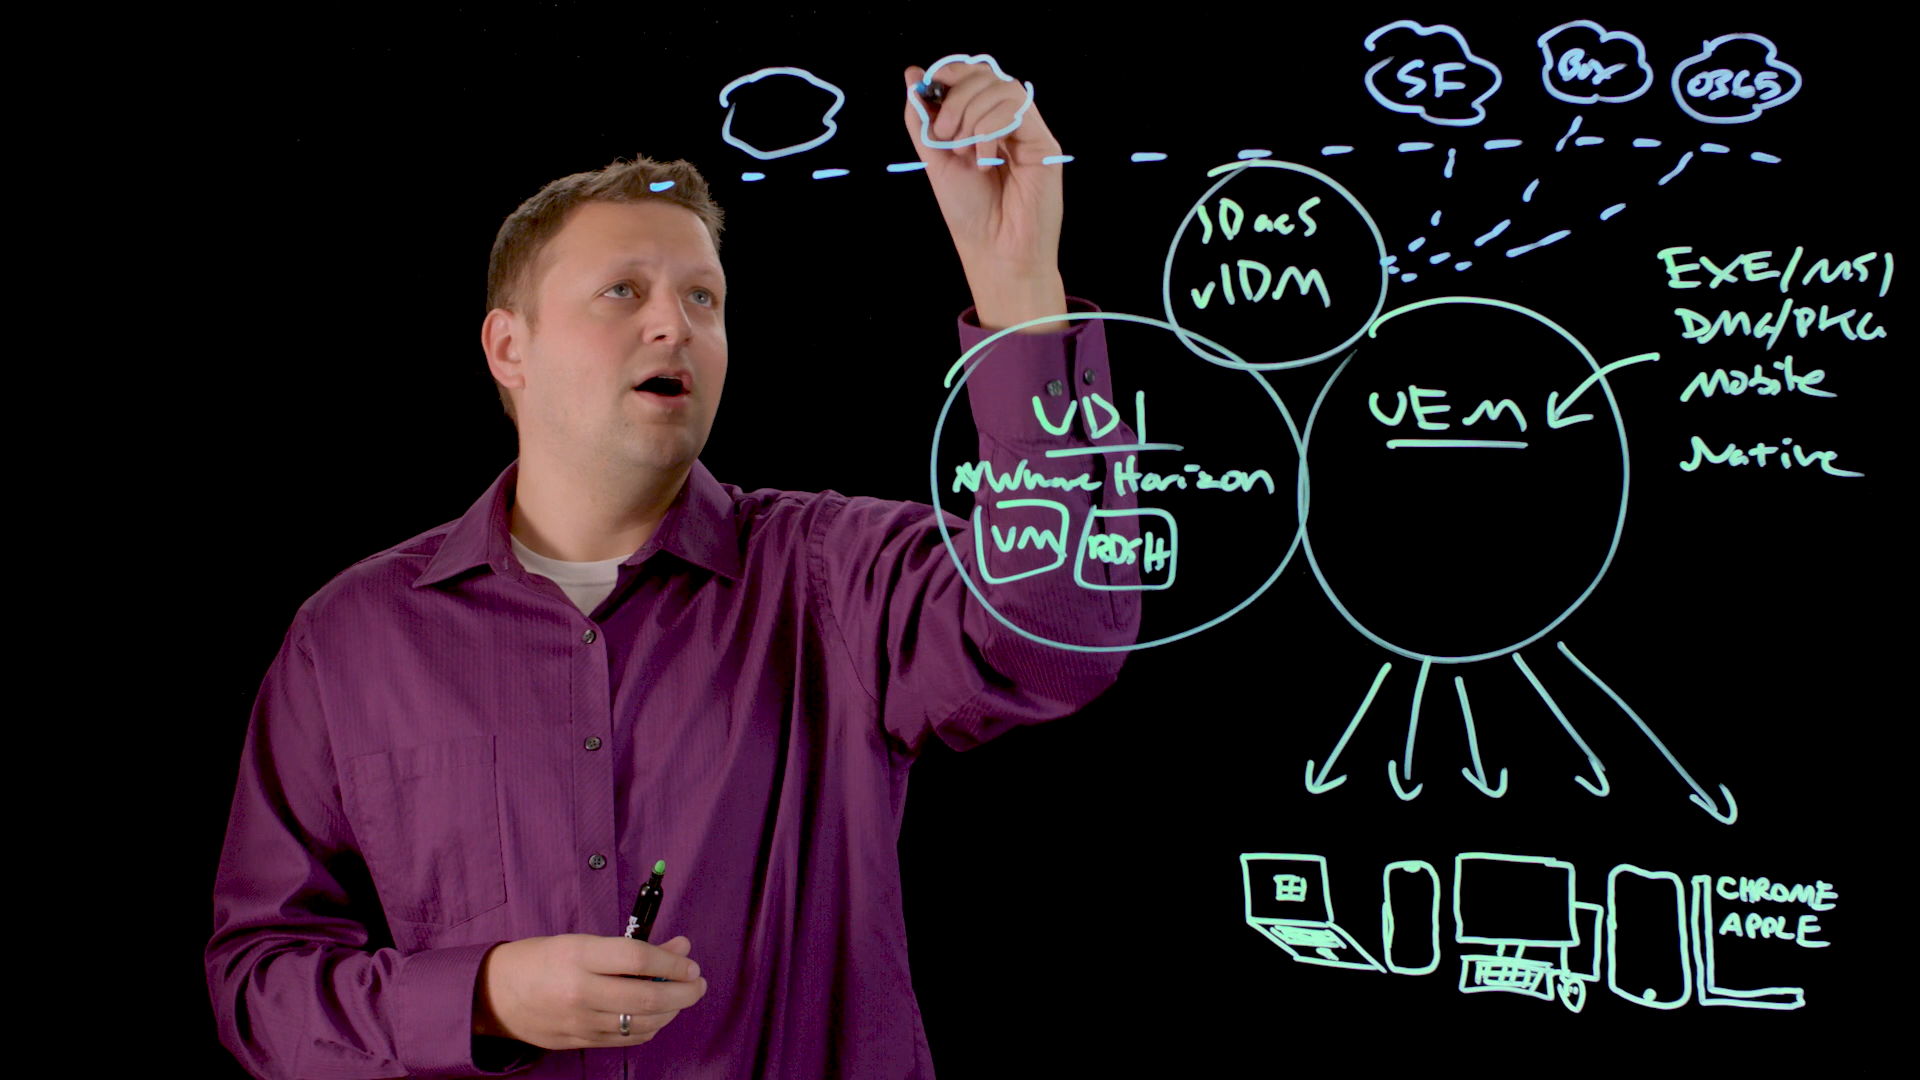 SF
Box
O365
IDaaS
vIDM
EXE/MSI
DMG/PKG
Mobile
Native
VDI
VMware Horizon
VM
RDSH
UEM
CHROME
APPLE